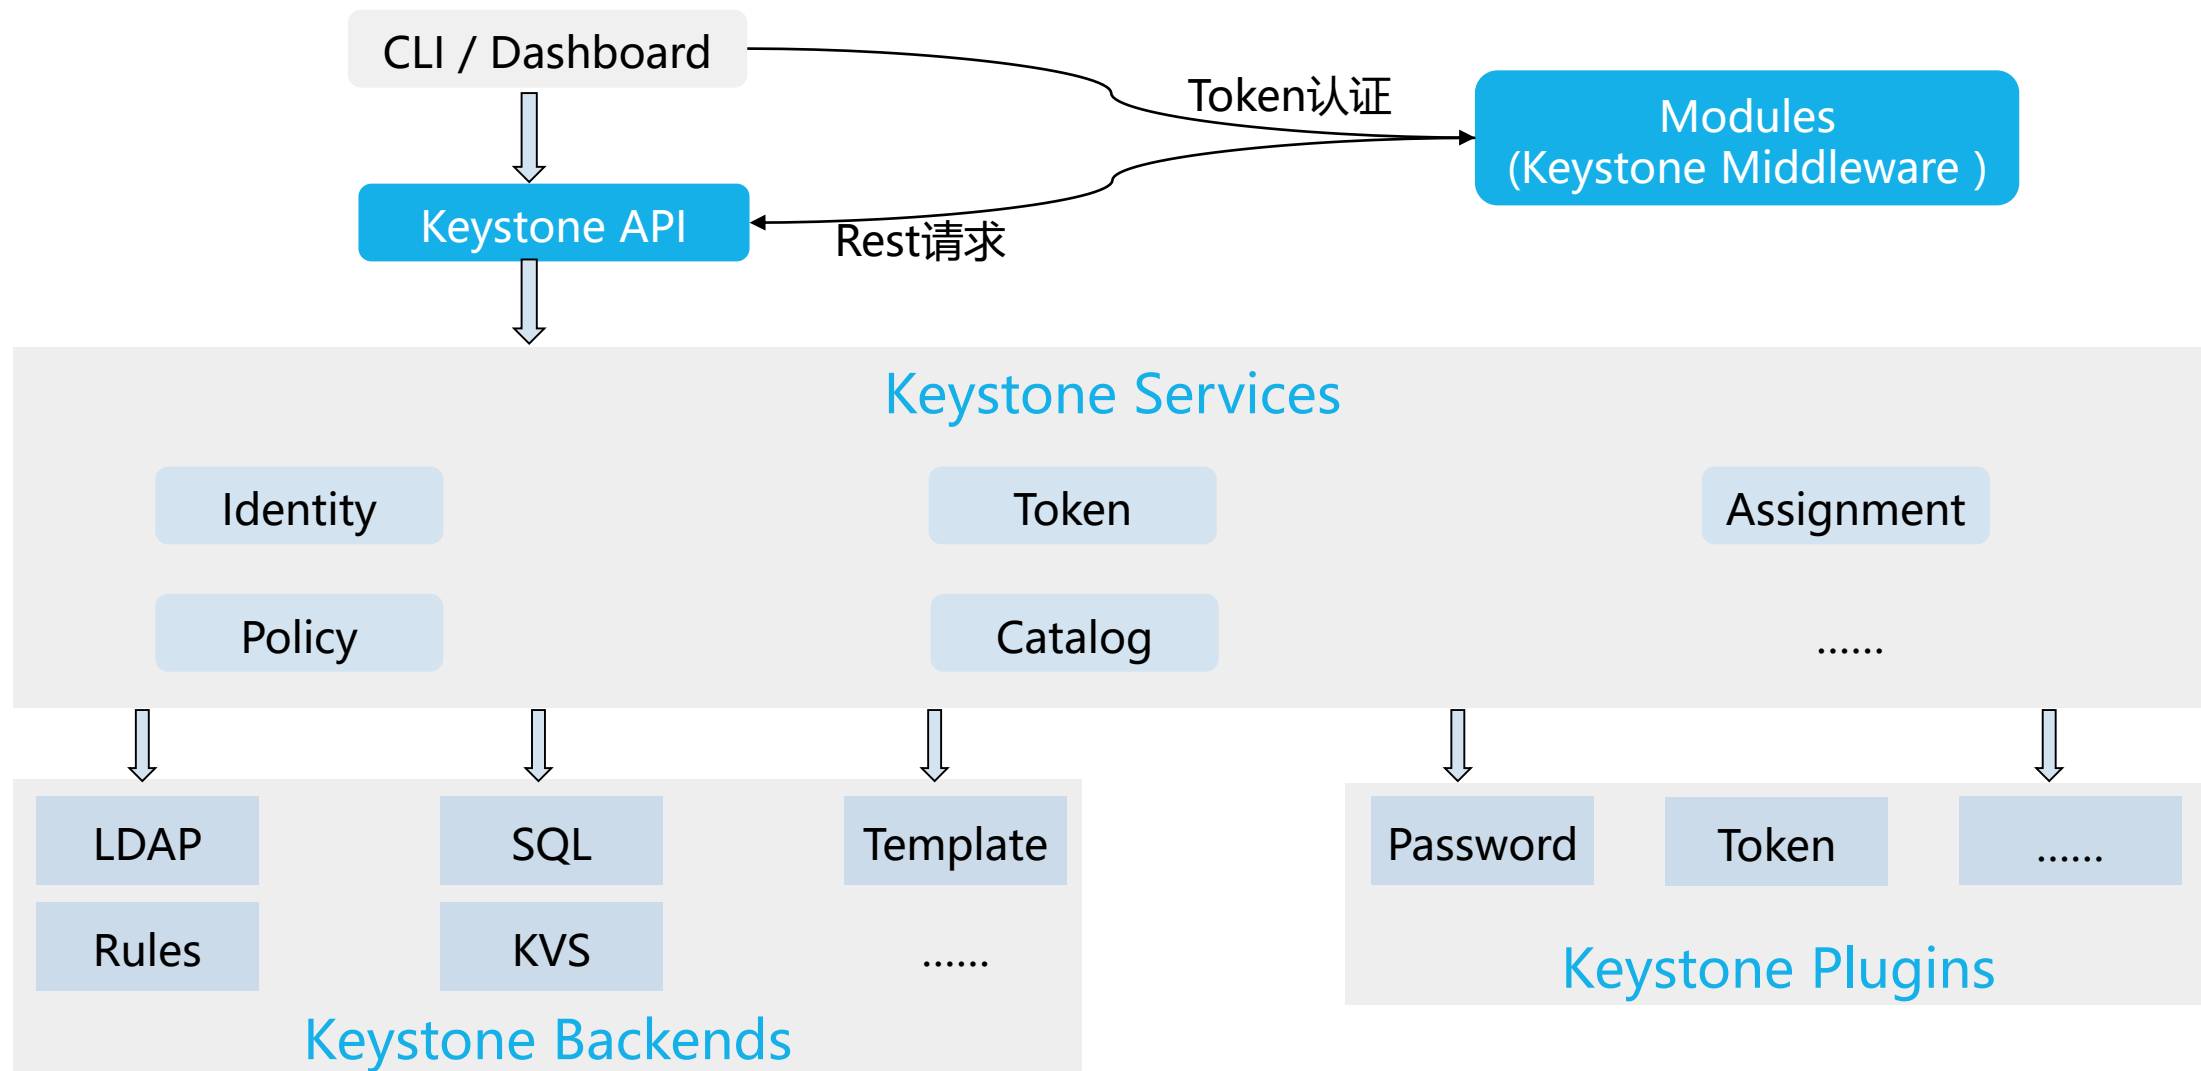 CLI / Dashboard
Token认证
Modules
(Keystone Middleware )
Keystone API
Rest请求
Keystone Services
Identity
Token
Assignment
Policy
Catalog
......
LDAP
SQL
Template
Password
Token
......
Rules
KVS
......
Keystone Plugins
Keystone Backends